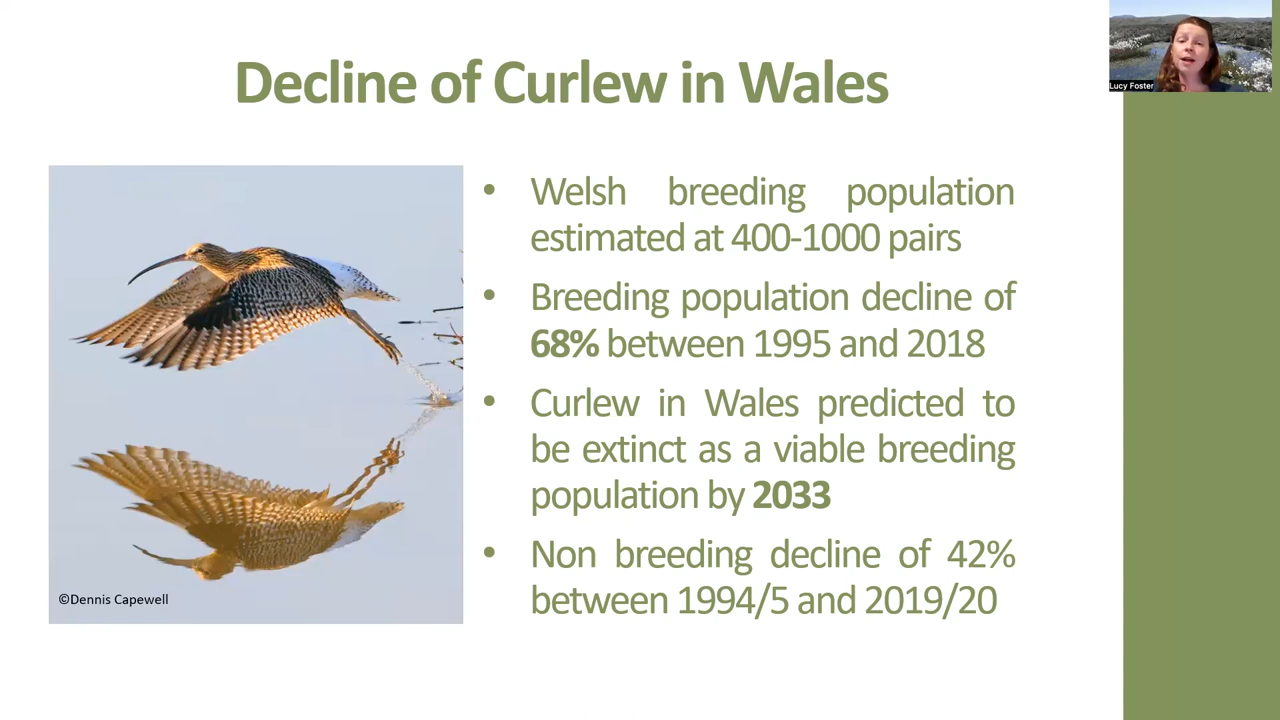 Decline of Curlew in Wales
Lucy Foster
• Welsh breeding population
estimated at 400-1000 pairs
• Breeding population decline of
68% between 1995 and 2018
• Curlew in Wales predicted to
be extinct as a viable breeding
population by 2033
• Non breeding decline of 42%
between 1994/5 and 2019/20
©Dennis Capewell